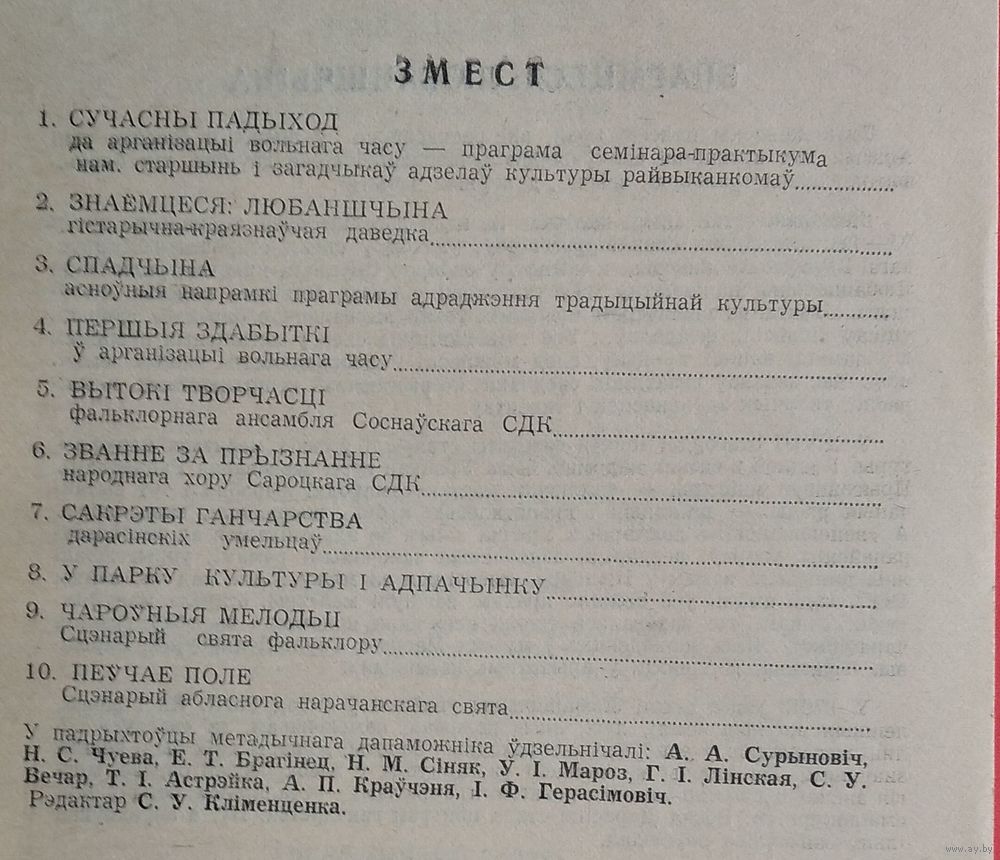 ЗМЕСТ
1. СУЧАСНЫ ПАДЫХОД
да арганізацыі вольнага часу — праграма семінара-практыкума
нам. старшынь і загадчыкаў адзелаў культуры райвыканкомаў
2. ЗНАЁМЦЕСЯ: ЛЮБАНШЧЫНА
гістарычна-краязнаўчая даведка
3. СПАДЧЫНА
асноўныя напрамкі праграмы адраджэння традыцыйнай культуры
4. ПЕРШЫЯ ЗДАБЫТКІ
ў арганізацыі вольнага часу
5. ВЫТОКІ ТВОРЧАСЦІ
фальклорнага ансамбля Соснаўскага СДК
6. ЗВАННЕ ЗА ПРЫЗНАННЕ
народнага хору Сароцкага СДК
7. САКРЭТЫ ГАНЧАРСТВА
дарасінскіх умельцаў
8. У ПАРКУ КУЛЬТУРЫ І АДПАЧЫНКУ
9. ЧАРОЎНЫЯ МЕЛОДЫІ
Сцэнарый свята фальклору
10. ПЕЎЧАЕ ПОЛЕ
Сцэнарый абласнога нарачанскага свята
У падрыхтоўцы метадычнага дапаможніка ўдзельнічалі: А. А. Сурыновіч,
Н. С. Чуева, Е. Т. Брагінец, Н. М. Сіняк, У. І. Мароз, Г. І. Лінская, С. У.
Вечар, Т. І. Астрэйка, А. П. Краўчэня, І. Ф. Герасімовіч.
Рэдактар С. У. Кліменценка.
www.ay.by